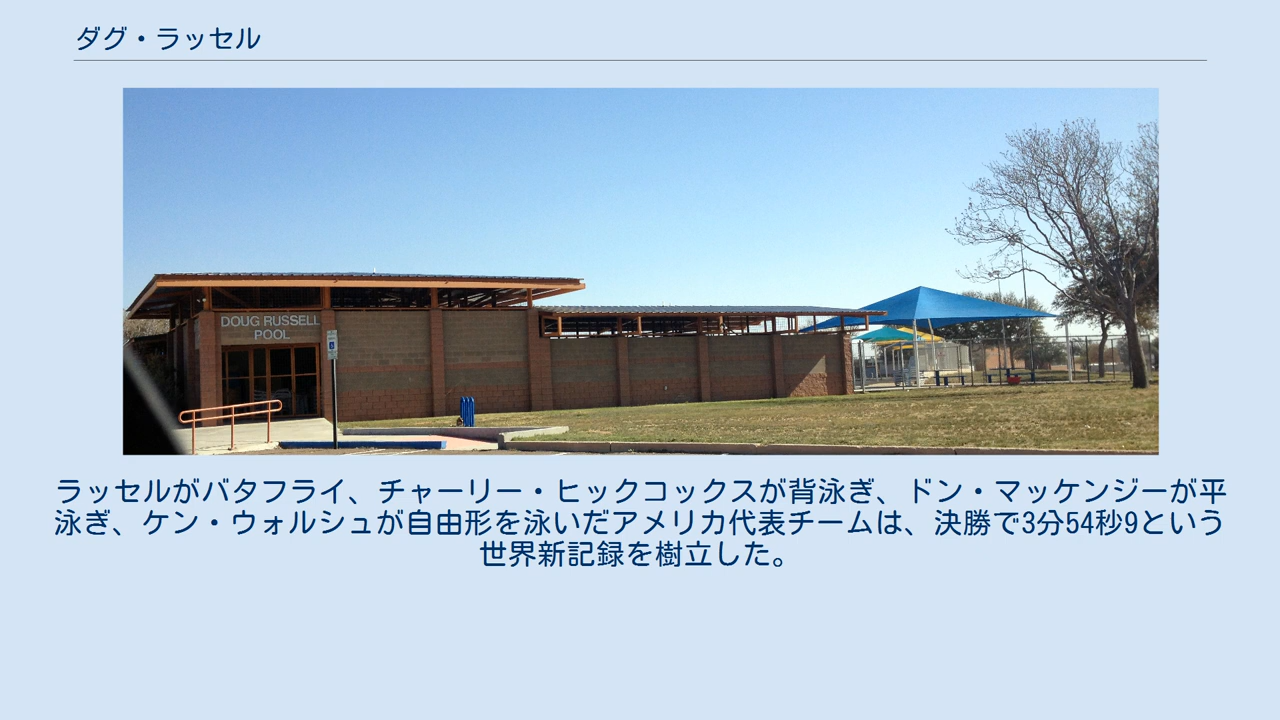 ダグ・ラッセル
DOUG RUSSELL
POOL
ラッセルがバタフライ、チャーリー・ヒックコックスが背泳ぎ、ドン・マッケンジーが平
泳ぎ、ケン・ウォルシュが自由形を泳いだアメリカ代表チームは、決勝で3分54秒9という
世界新記録を樹立した。